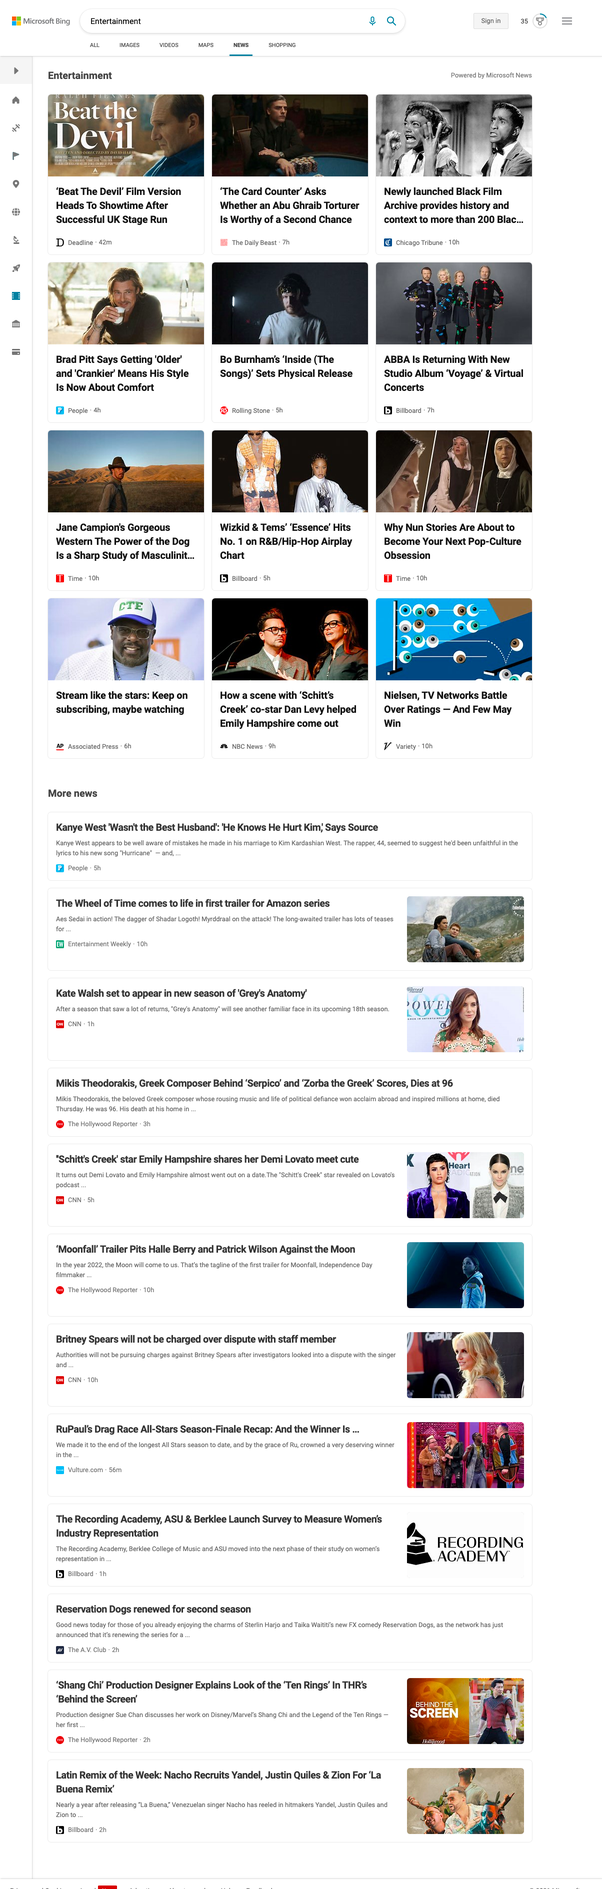 Microsoft Bing
Entertainment
Sign in
35
ALL
IMAGES
VIDEOS
MAPS
NEWS
SHOPPING
Entertainment
Powered by Microsoft News
Beat the
Devil
'Beat The Devil' Film Version
Heads To Showtime After
Successful UK Stage Run
Deadline · 42m
'The Card Counter' Asks
Whether an Abu Ghraib Torturer
Is Worthy of a Second Chance
The Daily Beast · 7h
Newly launched Black Film
Archive provides history and
context to more than 200 Blac...
Chicago Tribune · 10h
Brad Pitt Says Getting 'Older'
and 'Crankier' Means His Style
Is Now About Comfort
People · 4h
Bo Burnham's 'Inside (The
Songs)' Sets Physical Release
Rolling Stone · 5h
ABBA Is Returning With New
Studio Album 'Voyage' & Virtual
Concerts
Billboard · 7h
Jane Campion's Gorgeous
Western The Power of the Dog
Is a Sharp Study of Masculinit...
Time · 10h
Wizkid & Tems' 'Essence' Hits
No. 1 on R&B/Hip-Hop Airplay
Chart
Billboard · 5h
Why Nun Stories Are About to
Become Your Next Pop-Culture
Obsession
Time · 10h
CTE
Stream like the stars: Keep on
subscribing, maybe watching
AP Associated Press · 6h
How a scene with 'Schitt's
Creek' co-star Dan Levy helped
Emily Hampshire come out
NBC News · 9h
Nielsen, TV Networks Battle
Over Ratings — And Few May
Win
Variety · 10h
More news
Kanye West 'Wasn't the Best Husband': 'He Knows He Hurt Kim,' Says Source
Kanye West appears to be well aware of mistakes he made in his marriage to Kim Kardashian West. The rapper, 44, seemed to suggest he'd been unfaithful in the
lyrics to his new song "Hurricane" — and, ...
People · 5h
The Wheel of Time comes to life in first trailer for Amazon series
Aes Sedai in action! The dagger of Shadar Logoth! Myrddraal on the attack! The long-awaited trailer has lots of teases
for ...
Entertainment Weekly · 10h
Kate Walsh set to appear in new season of 'Grey's Anatomy'
After a season that saw a lot of returns, "Grey's Anatomy" will see another familiar face in its upcoming 18th season.
CNN · 1h
Mikis Theodorakis, Greek Composer Behind 'Serpico' and 'Zorba the Greek' Scores, Dies at 96
Mikis Theodorakis, the beloved Greek composer whose rousing music and life of political defiance won acclaim abroad and inspired millions at home, died
Thursday. He was 96. His death at his home in ...
The Hollywood Reporter · 3h
"Schitt's Creek' star Emily Hampshire shares her Demi Lovato meet cute
It turns out Demi Lovato and Emily Hampshire almost went out on a date.The "Schitt's Creek" star revealed on Lovato's
podcast ...
CNN · 5h
'Moonfall' Trailer Pits Halle Berry and Patrick Wilson Against the Moon
In the year 2022, the Moon will come to us. That's the tagline of the first trailer for Moonfall, Independence Day
filmmaker ...
The Hollywood Reporter · 10h
Britney Spears will not be charged over dispute with staff member
Authorities will not be pursuing charges against Britney Spears after investigators looked into a dispute with the singer
and ...
CNN · 10h
RuPaul's Drag Race All-Stars Season-Finale Recap: And the Winner Is ...
We made it to the end of the longest All Stars season to date, and by the grace of Ru, crowned a very deserving winner
in the ...
Vulture.com · 56m
The Recording Academy, ASU & Berklee Launch Survey to Measure Women's
Industry Representation
The Recording Academy, Berklee College of Music and ASU moved into the next phase of their study on women's
representation in ...
Billboard · 1h
RECORDING
ACADEMY
Reservation Dogs renewed for second season
Good news today for those of you already enjoying the charms of Sterlin Harjo and Taika Waititi's new FX comedy Reservation Dogs, as the network has just
announced that it's renewing the series for a ...
The A.V. Club · 2h
'Shang Chi' Production Designer Explains Look of the 'Ten Rings' In THR's
'Behind the Screen'
Production designer Sue Chan discusses her work on Disney/Marvel's Shang Chi and the Legend of the Ten Rings —
her first ...
The Hollywood Reporter · 2h
BEHIND THE
SCREEN
Latin Remix of the Week: Nacho Recruits Yandel, Justin Quiles & Zion For 'La
Buena Remix'
Nearly a year after releasing "La Buena," Venezuelan singer Nacho has reeled in hitmakers Yandel, Justin Quiles and
Zion to ...
Billboard · 2h